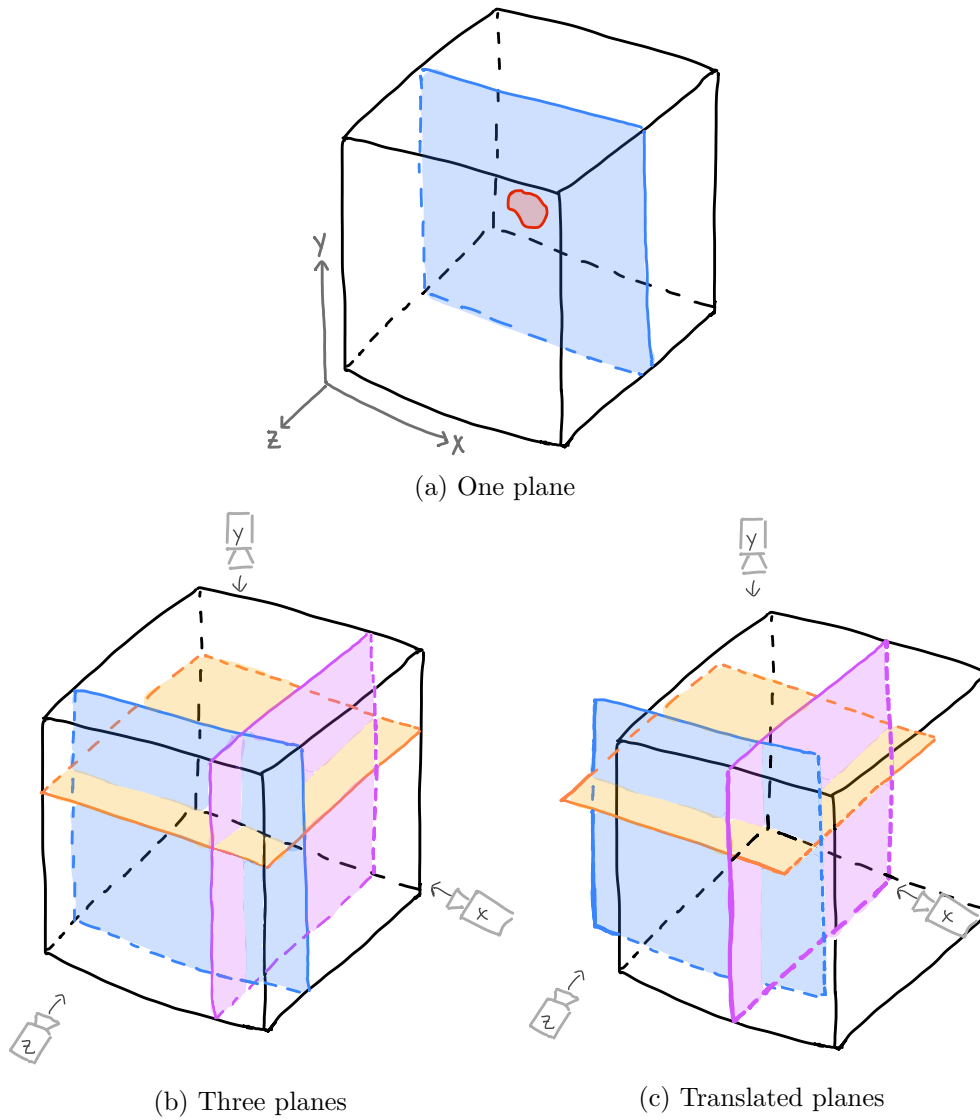 Y
Z
X
(a) One plane
y
y
x
x
z
z
(b) Three planes
(c) Translated planes